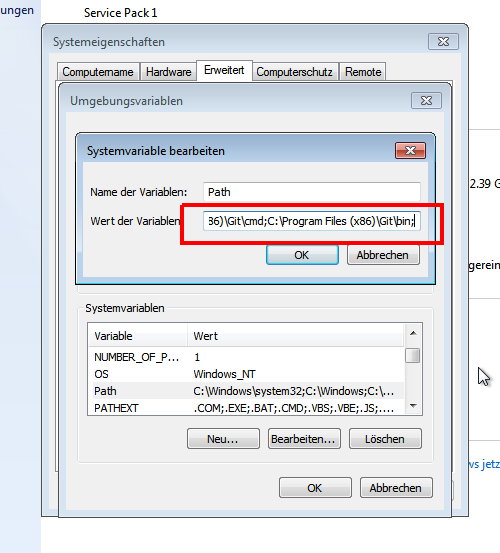 ungen
Service Pack 1
Systemeigenschaften
Computername Hardware Erweitert Computerschutz Remote
Umgebungsvariablen
Systemvariable bearbeiten
Name der Variablen: Path
2.39 G
Wert der Variablen 36)\Git\cmd;C:\Program Files (x86)\Git\bin;
OK Abbrechen
gerein
Systemvariablen
Variable Wert
NUMBER_OF_P... 1
OS Windows_NT
Path C:\Windows\system32;C:\Windows;C:\...
PATHEXT .COM;.EXE;.BAT;.CMD;.VBS;.VBE;.JS;....
Neu... Bearbeiten... Löschen
ws jetz
OK Abbrechen